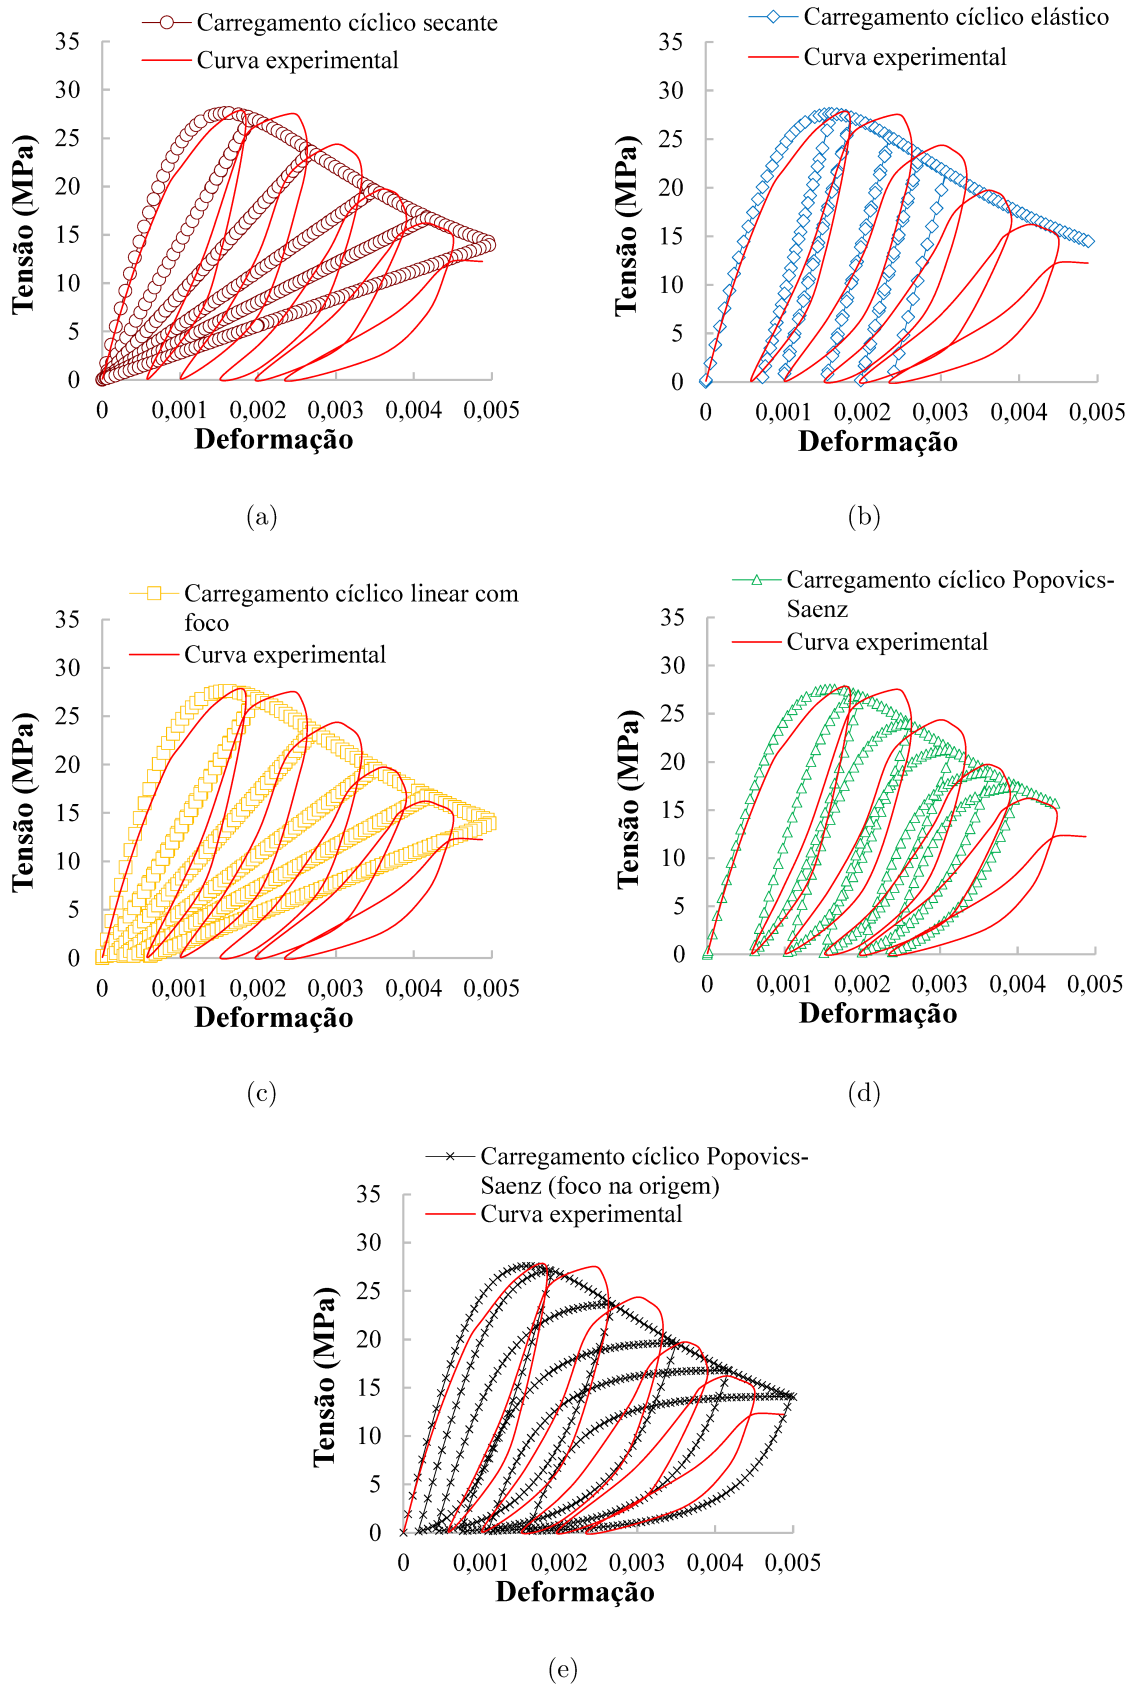 Carregamento cíclico secante
Curva experimental
35
30
25
20
15
10
5
0
Tensão (MPa)
0 0,001 0,002 0,003 0,004 0,005
Deformação
(a)
Carregamento cíclico elástico
Curva experimental
35
30
25
20
15
10
5
0
Tensão (MPa)
0 0,001 0,002 0,003 0,004 0,005
Deformação
(b)
Carregamento cíclico linear com
foco
Curva experimental
35
30
25
20
15
10
5
0
Tensão (MPa)
0 0,001 0,002 0,003 0,004 0,005
Deformação
(c)
Carregamento cíclico Popovics-
Saenz
Curva experimental
35
30
25
20
15
10
5
0
Tensão (MPa)
0 0,001 0,002 0,003 0,004 0,005
Deformação
(d)
Carregamento cíclico Popovics-
Saenz (foco na origem)
Curva experimental
35
30
25
20
15
10
5
0
Tensão (MPa)
0 0,001 0,002 0,003 0,004 0,005
Deformação
(e)